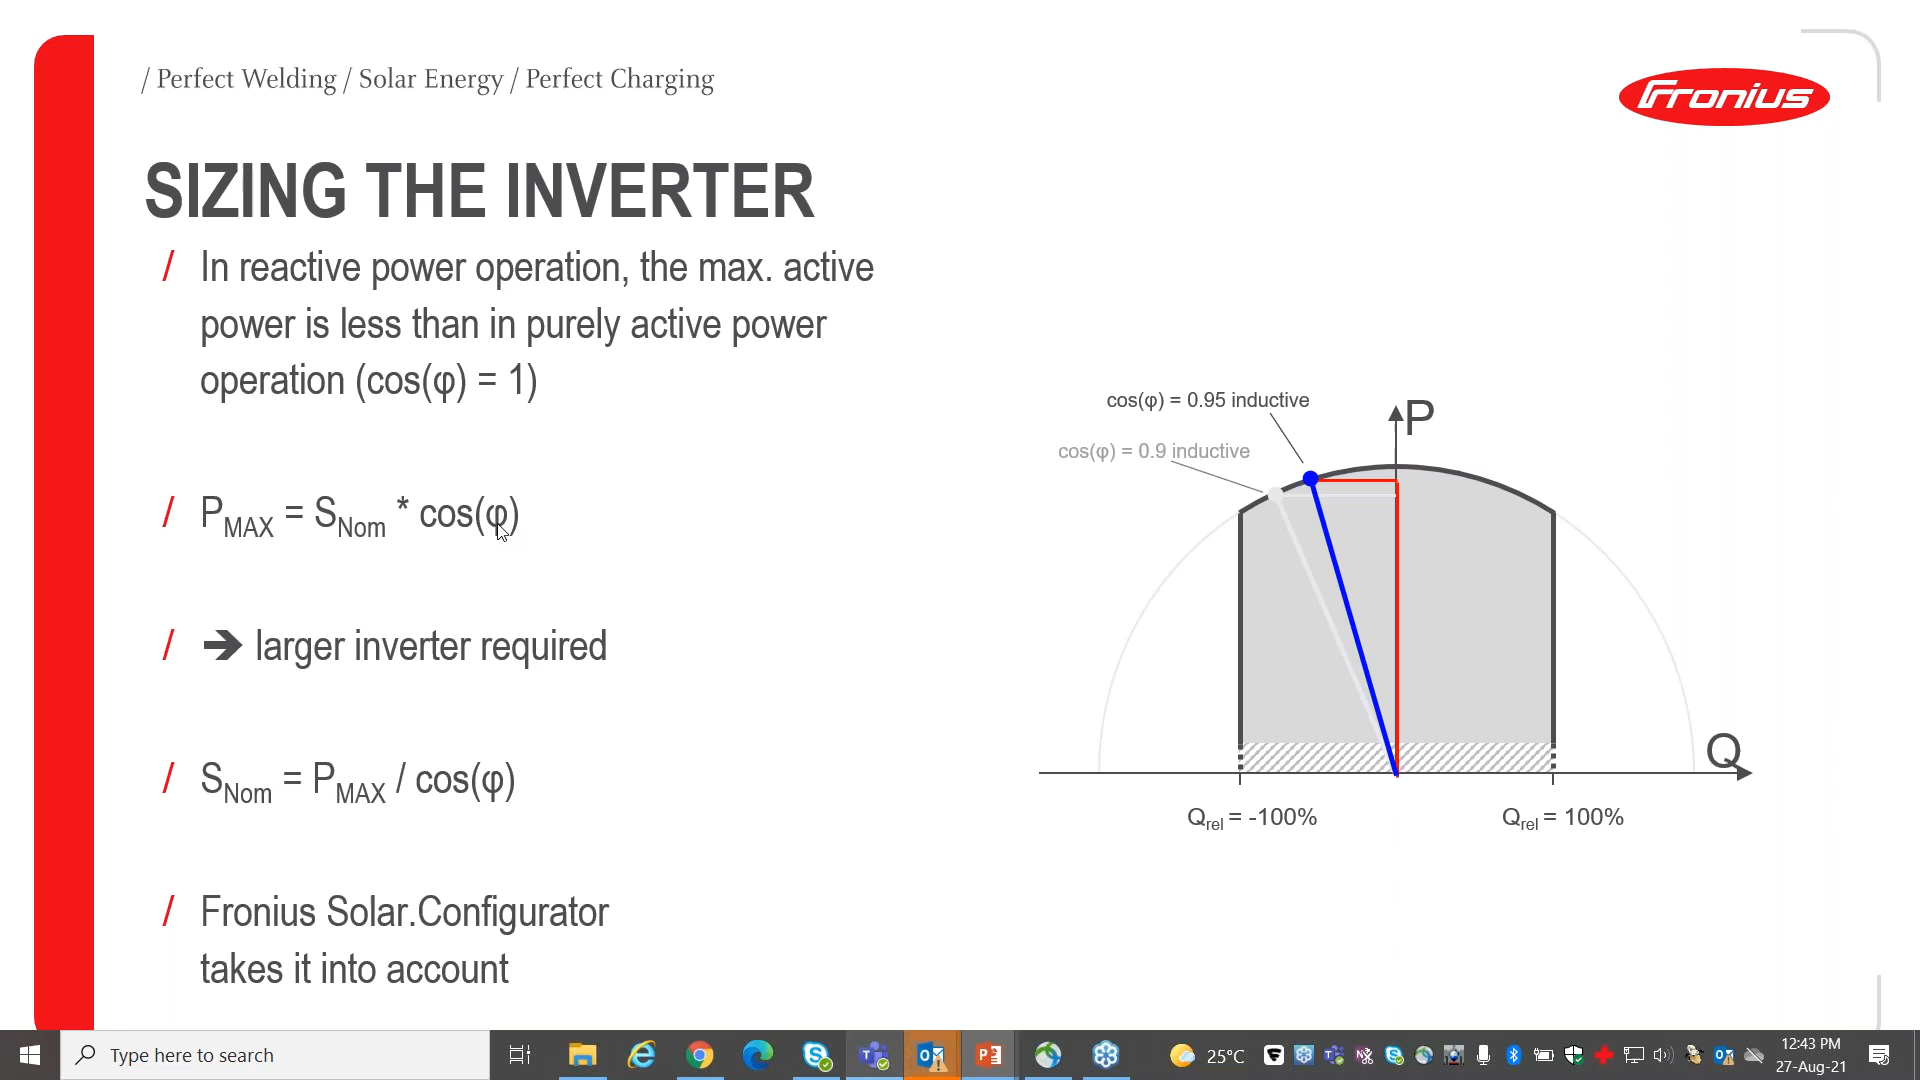 / Perfect Welding / Solar Energy / Perfect Charging
Fronius
SIZING THE INVERTER
/ In reactive power operation, the max. active
power is less than in purely active power
operation (cos(φ) = 1)
/ PMAX = SNom * cos(φ)
/ ➔ larger inverter required
/ SNom = PMAX / cos(φ)
/ Fronius Solar.Configurator
takes it into account
cos(φ) = 0.95 inductive
cos(φ) = 0.9 inductive
P
Q
Qrel = -100%
Qrel = 100%
Type here to search
25°C
12:43 PM
27-Aug-21